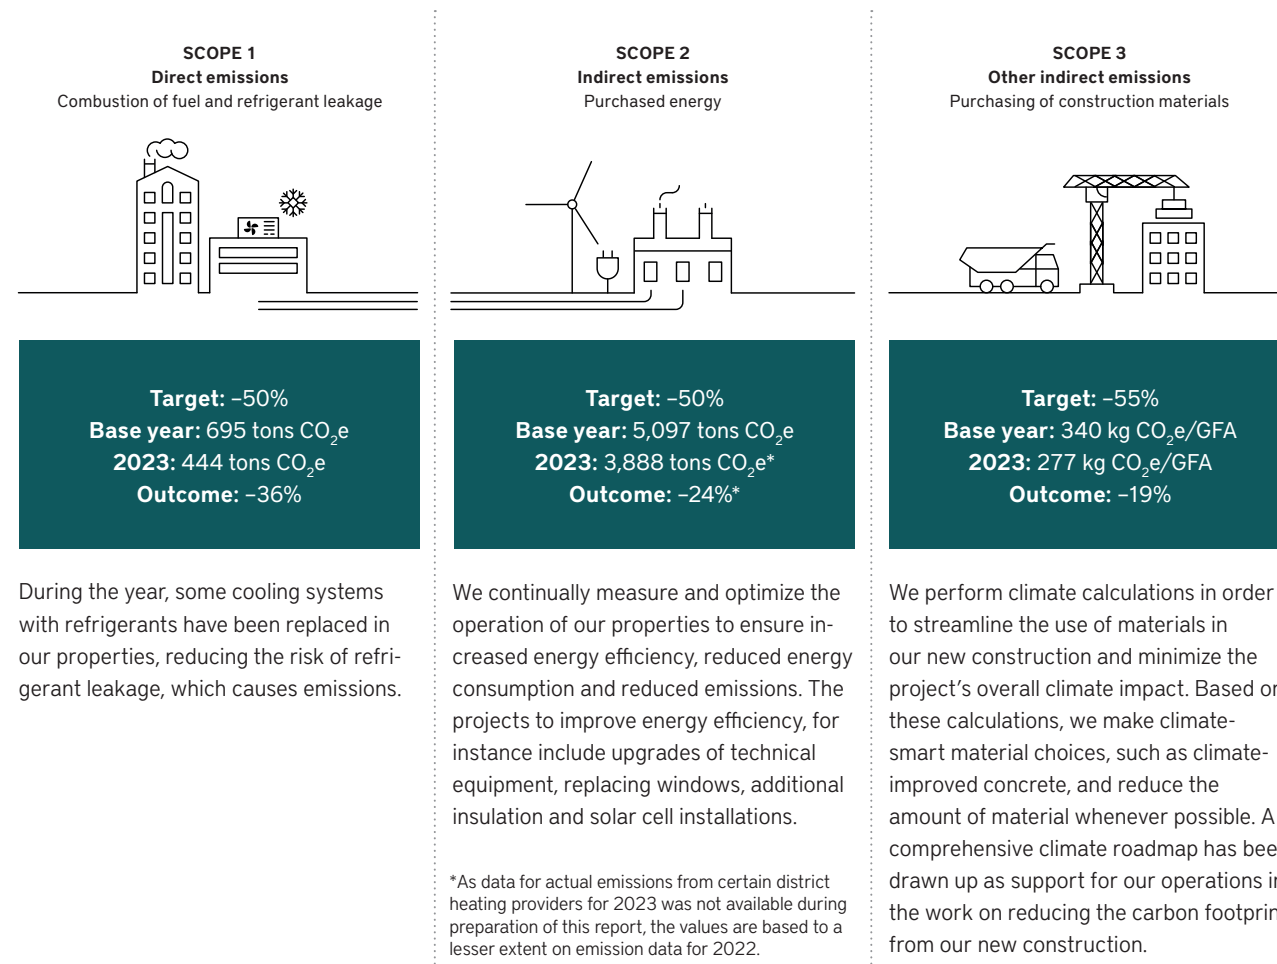 SCOPE 1
Direct emissions
Combustion of fuel and refrigerant leakage
Target: –50%
Base year: 695 tons CO2e
2023: 444 tons CO2e
Outcome: –36%
During the year, some cooling systems
with refrigerants have been replaced in
our properties, reducing the risk of refri-
gerant leakage, which causes emissions.
SCOPE 2
Indirect emissions
Purchased energy
Target: –50%
Base year: 5,097 tons CO2e
2023: 3,888 tons CO2e*
Outcome: –24%*
We continually measure and optimize the
operation of our properties to ensure in-
creased energy efficiency, reduced energy
consumption and reduced emissions. The
projects to improve energy efficiency, for
instance include upgrades of technical
equipment, replacing windows, additional
insulation and solar cell installations.
*As data for actual emissions from certain district
heating providers for 2023 was not available during
preparation of this report, the values are based to a
lesser extent on emission data for 2022.
SCOPE 3
Other indirect emissions
Purchasing of construction materials
Target: –55%
Base year: 340 kg CO2e/GFA
2023: 277 kg CO2e/GFA
Outcome: –19%
We perform climate calculations in order
to streamline the use of materials in
our new construction and minimize the
project's overall climate impact. Based on
these calculations, we make climate-
smart material choices, such as climate-
improved concrete, and reduce the
amount of material whenever possible. A
comprehensive climate roadmap has bee
drawn up as support for our operations in
the work on reducing the carbon footprin
from our new construction.